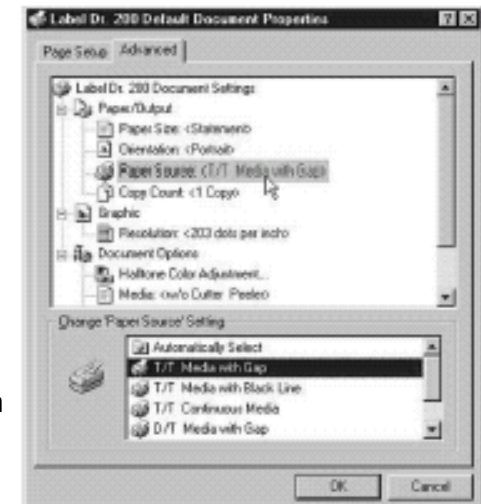 Label Dr. 200 Default Document Properties
Page Setup Advanced
Label Dr. 200 Document Settings
Paper/Output
Paper Size: <Statement>
Orientation: <Portrait>
Paper Source: <T/T Media with Gap>
Copy Count: <1 Copy>
Graphic
Resolution: <203 dots per inch>
Document Options
Halftone Color Adjustment...
Media: <w/o Cutter Peeler>
Change 'Paper Source' Setting
Automatically Select
T/T Media with Gap
T/T Media with Black Line
T/T Continuous Media
D/T Media with Gap
OK Cancel